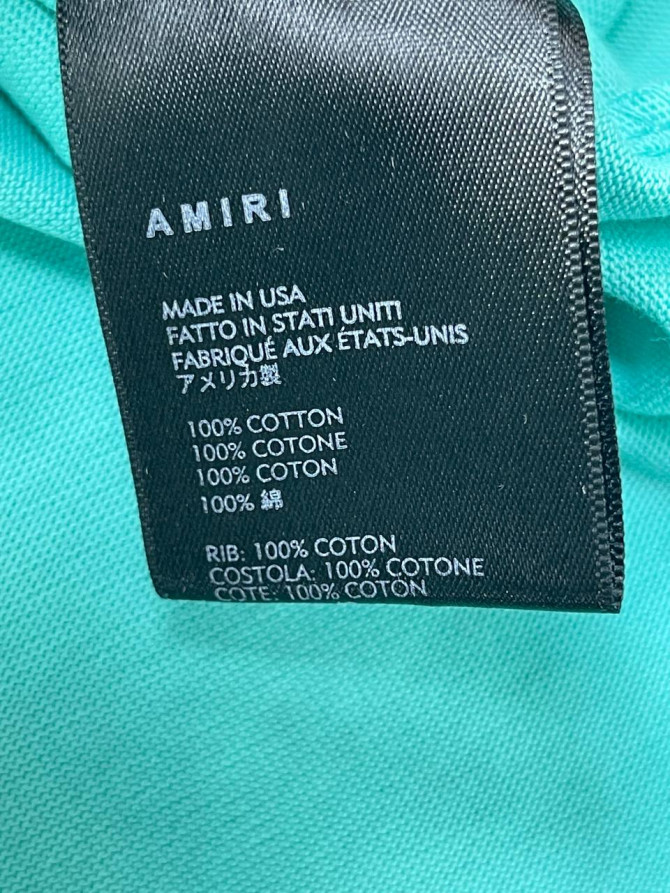 AMIRI
MADE IN USA
FATTO IN STATI UNITI
FABRIQUÉ AUX ÉTATS-UNIS
アメリカ製
100% COTTON
100% COTONE
100% COTON
100% 綿
RIB: 100% COTON
COSTOLA: 100% COTONE
COTE: 100% COTON